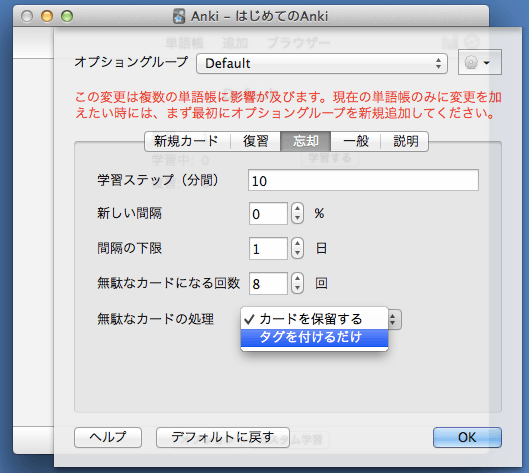 Anki - はじめてのAnki
単語帳 追加 ブラウザー
オプショングループ Default
この変更は複数の単語帳に影響が及びます。現在の単語帳のみに変更を加
えたい時には、まず最初にオプショングループを新規追加してください。
新規カード 復習 忘却 一般 説明
学習中: 0 学習する
学習ステップ（分間） 10
新しい間隔 0 %
間隔の下限 1 日
無駄なカードになる回数 8 回
無駄なカードの処理 ✓ カードを保留する
タグを付けるだけ
ヘルプ デフォルトに戻す OK